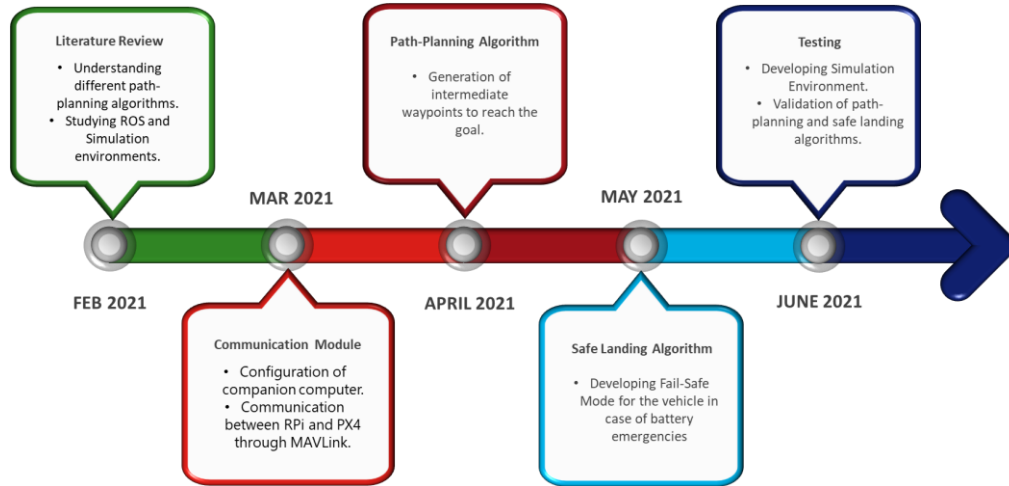 Literature Review
• Understanding
different path-
planning algorithms.
• Studying ROS and
Simulation
environments.
Path-Planning Algorithm
• Generation of
intermediate
waypoints to reach the
goal.
Testing
• Developing Simulation
Environment.
• Validation of path-
planning and safe landing
algorithms.
MAR 2021
MAY 2021
FEB 2021
APRIL 2021
JUNE 2021
Communication Module
• Configuration of
companion computer.
• Communication
between RPi and PX4
through MAVLink.
Safe Landing Algorithm
• Developing Fail-Safe
Mode for the vehicle in
case of battery
emergencies